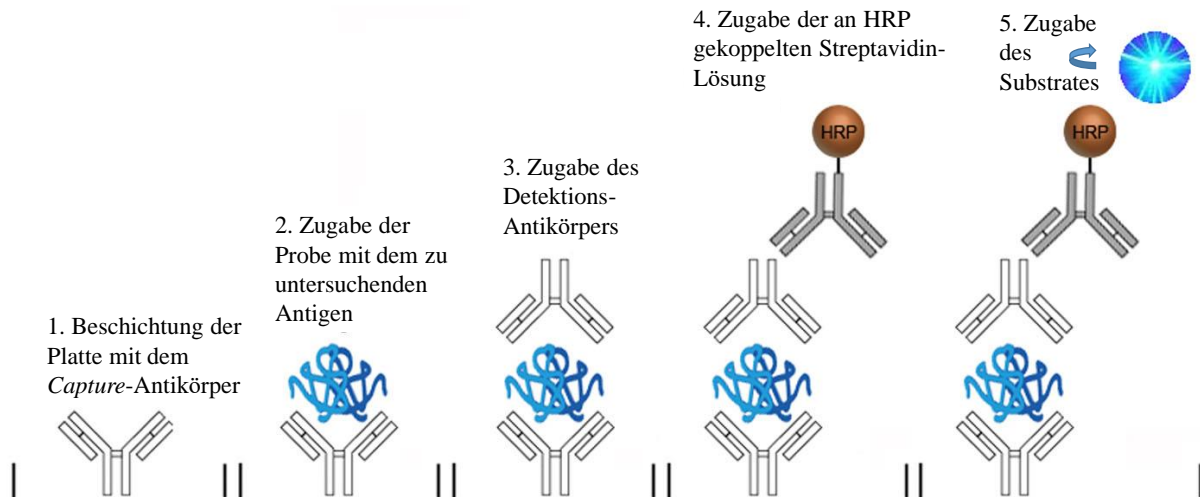 1. Beschichtung der
Platte mit dem
Capture-Antikörper
2. Zugabe der
Probe mit dem zu
untersuchenden
Antigen
3. Zugabe des
Detektions-
Antikörpers
4. Zugabe der an HRP
gekoppelten Streptavidin-
Lösung
HRP
5. Zugabe
des
Substrates
HRP